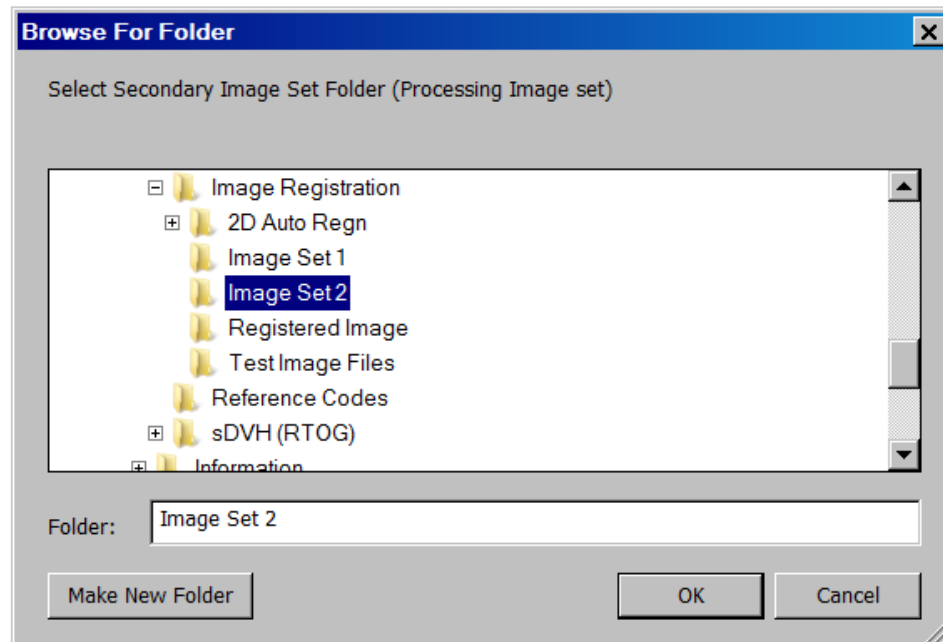 Browse For Folder
Select Secondary Image Set Folder (Processing Image set)
Image Registration
2D Auto Regn
Image Set 1
Image Set 2
Registered Image
Test Image Files
Reference Codes
sDVH (RTOG)
Information
Folder: Image Set 2
Make New Folder OK Cancel